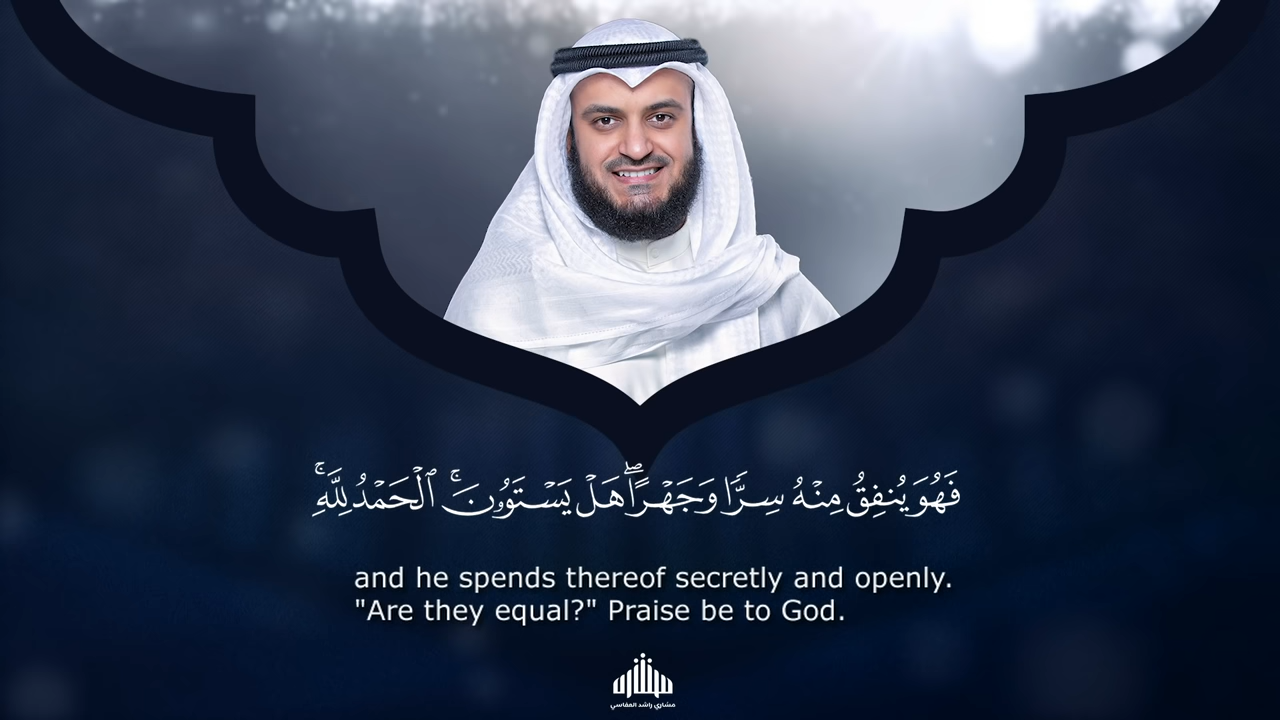 فَهُوَ يُنفِقُ مِنْهُ سِرًّا وَجَهْرًاۖ هَلْ يَسْتَوُۥنَۚ ٱلْحَمْدُ لِلَّهِۚ
and he spends thereof secretly and openly.
"Are they equal?" Praise be to God.
مشاري راشد العفاسي